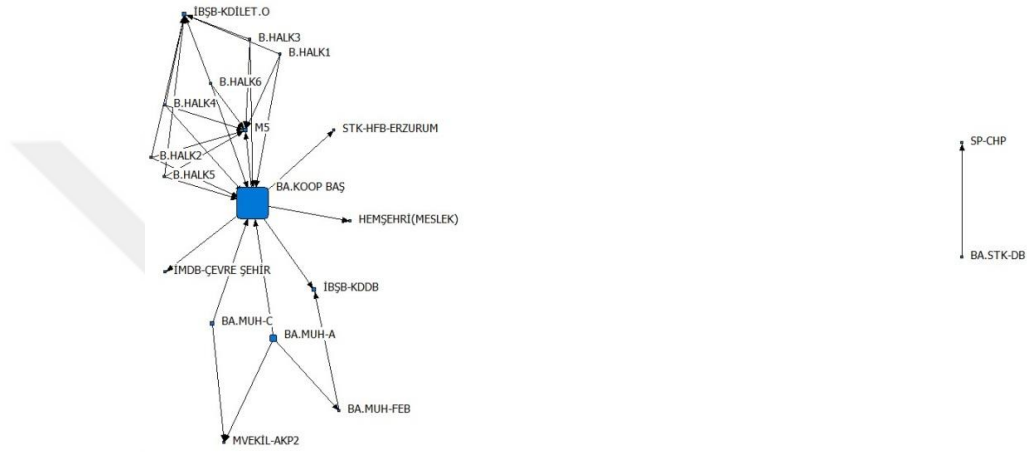 İBŞB-KDİLET.O
B.HALK3
B.HALK1
B.HALK6
B.HALK4
M5
STK-HFB-ERZURUM
SP-CHP
B.HALK2
B.HALK5
BA.KOOP BAŞ
HEMŞEHRİ(MESLEK)
BA.STK-DB
İMDB-ÇEVRE ŞEHİR
İBŞB-KDDB
BA.MUH-C
BA.MUH-A
BA.MUH-FEB
MVEKİL-AKP2